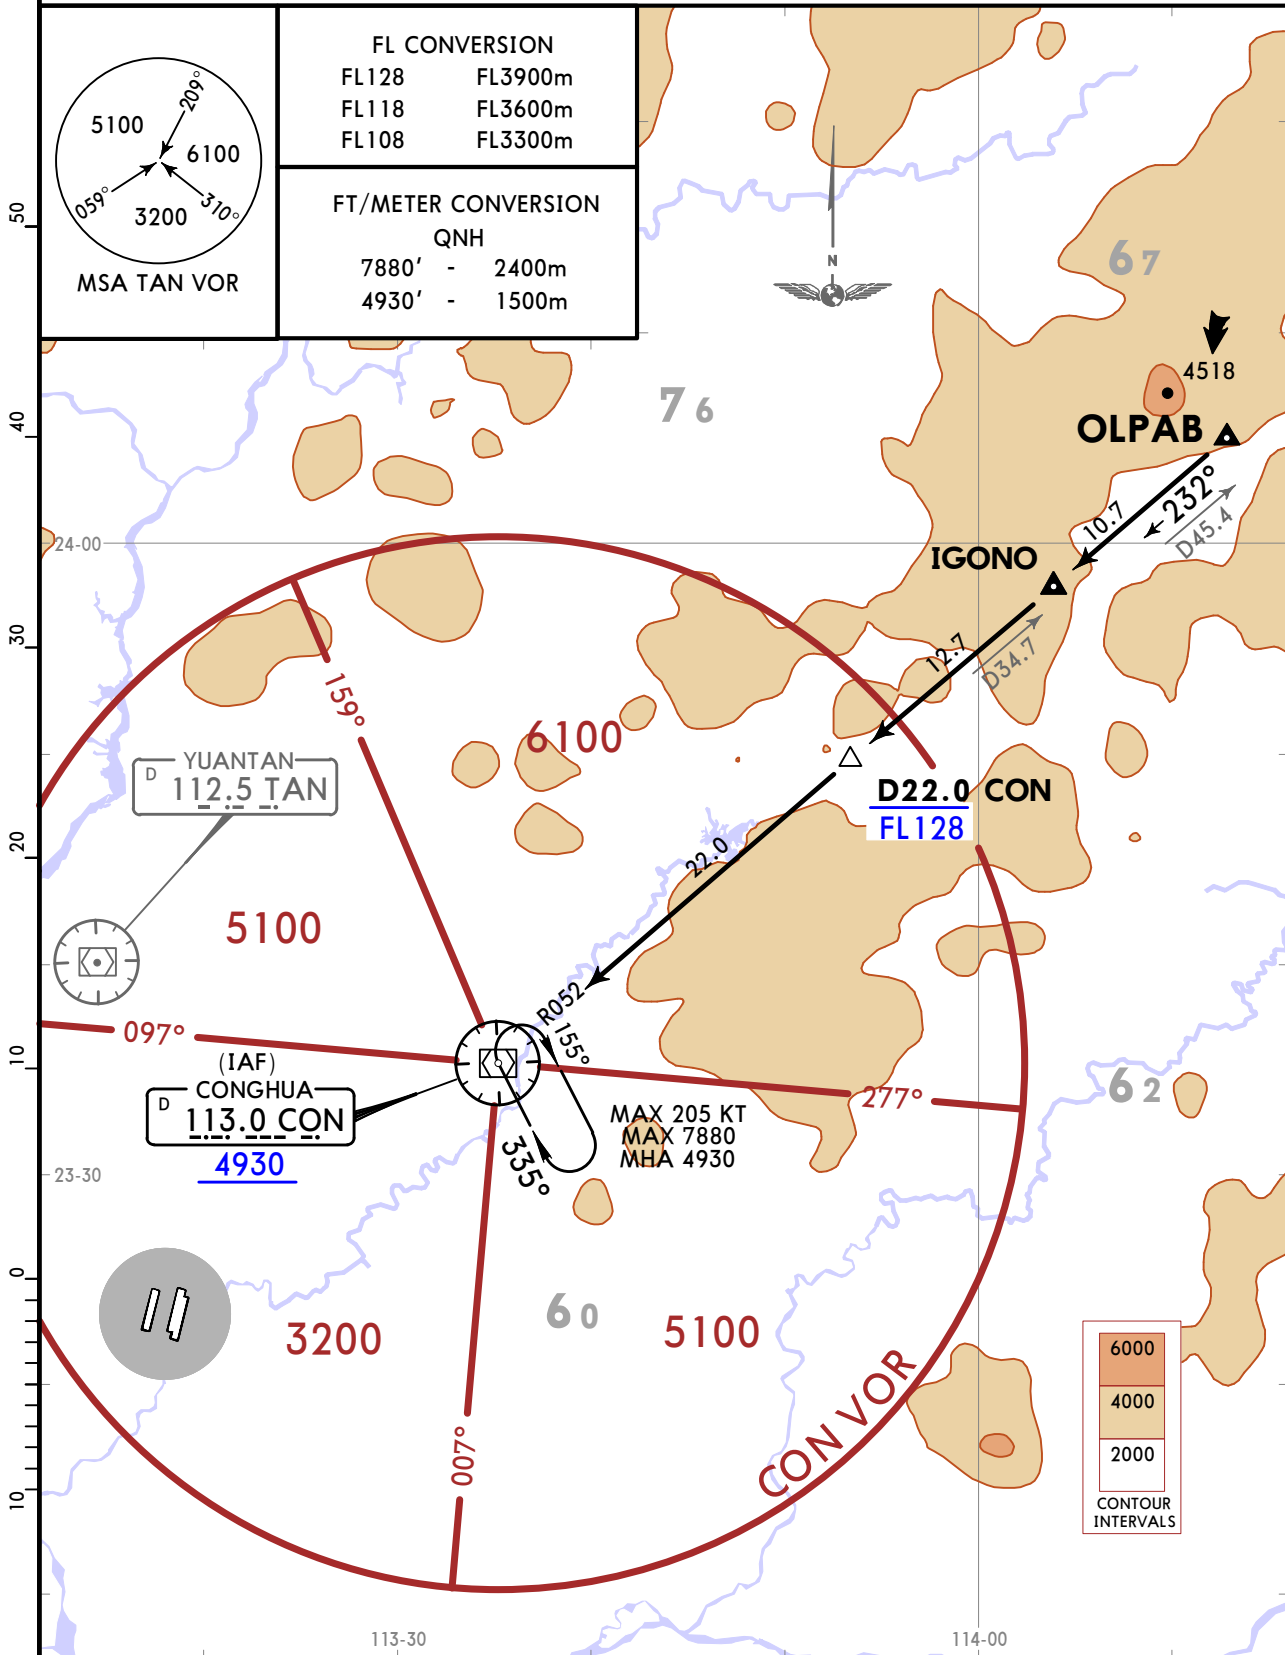 209°
5100
6100
059°
310°
3200
MSA TAN VOR
FL CONVERSION
FL128 FL3900m
FL118 FL3600m
FL108 FL3300m
FT/METER CONVERSION
QNH
7880' - 2400m
4930' - 1500m
50
40
30
20
10
0
10
N
67
76
4518
OLPAB
232°
10.7
D45.4
24-00
IGONO
12.7
D34.7
159°
6100
YUANTAN
D 112.5 TAN
D22.0 CON
FL128
22.0
5100
R052
155°
097°
(IAF)
CONGHUA
D 113.0 CON
4930
277°
62
MAX 205 KT
MAX 7880
MHA 4930
335°
23-30
60
3200
5100
007°
CON VOR
6000
4000
2000
CONTOUR
INTERVALS
113-30
114-00